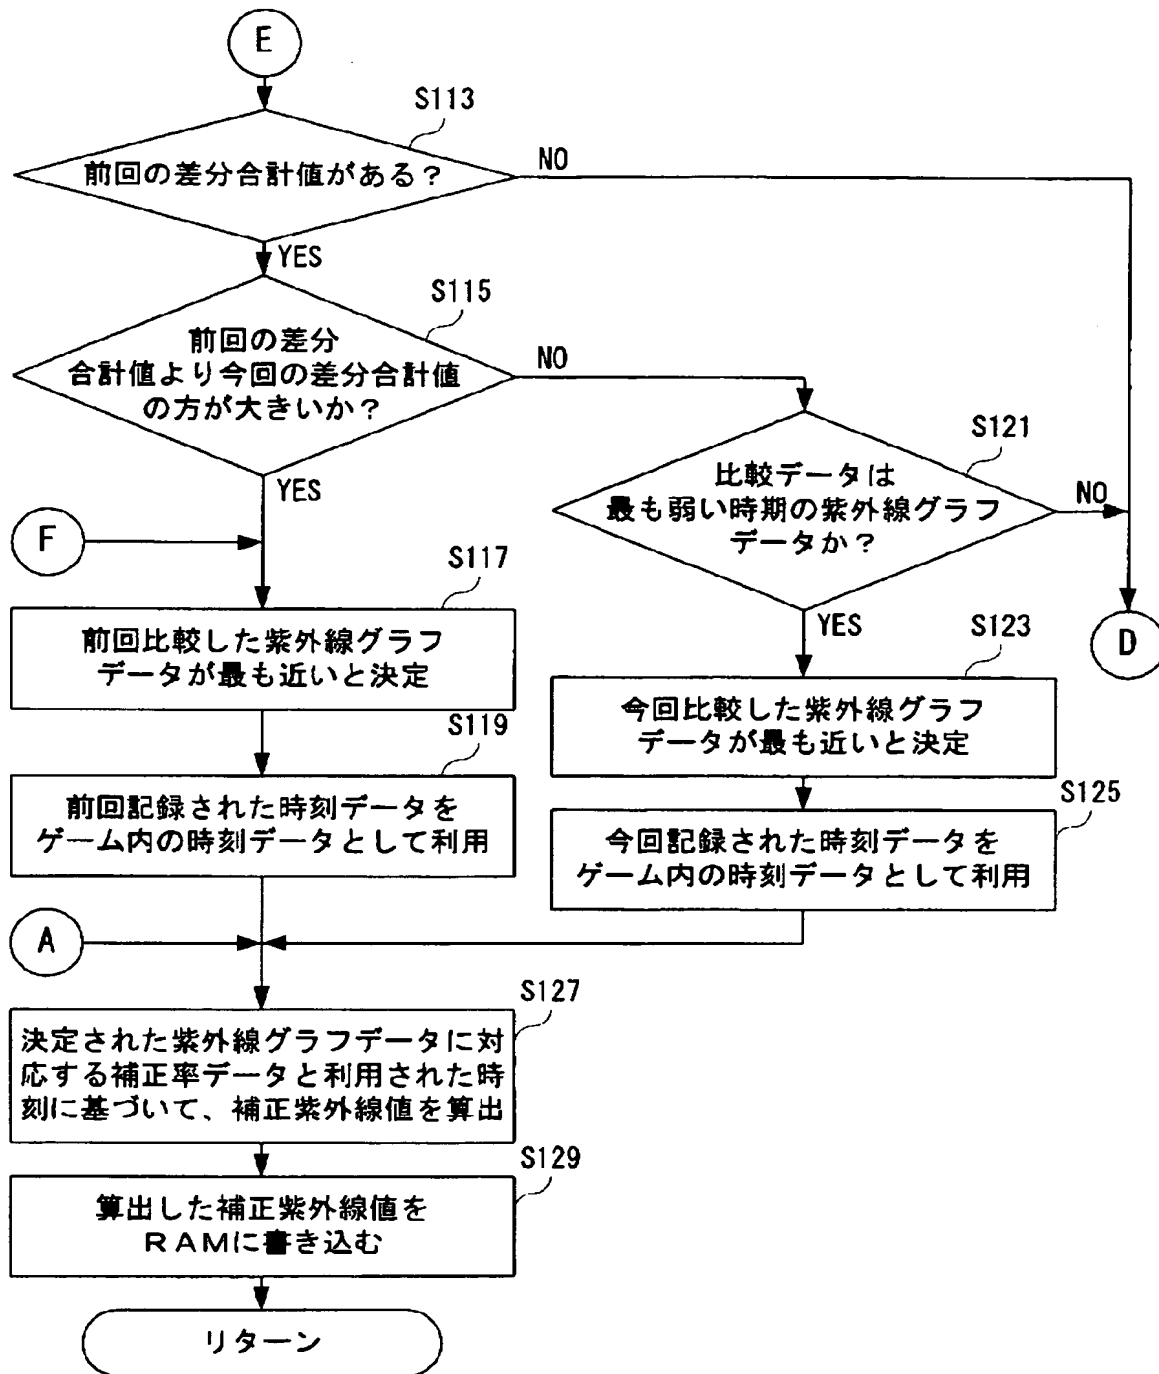 E
S113
前回の差分合計値がある?
NO
YES
S115
前回の差分
合計値より今回の差分合計値
の方が大きいか?
NO
YES
S121
比較データは
最も弱い時期の紫外線グラフ
データか?
NO
YES
F
S117
前回比較した紫外線グラフ
データが最も近いと決定
S123
今回比較した紫外線グラフ
データが最も近いと決定
D
S119
前回記録された時刻データを
ゲーム内の時刻データとして利用
S125
今回記録された時刻データを
ゲーム内の時刻データとして利用
A
S127
決定された紫外線グラフデータに対
応する補正率データと利用された時
刻に基づいて、補正紫外線値を算出
S129
算出した補正紫外線値を
RAMに書き込む
リターン